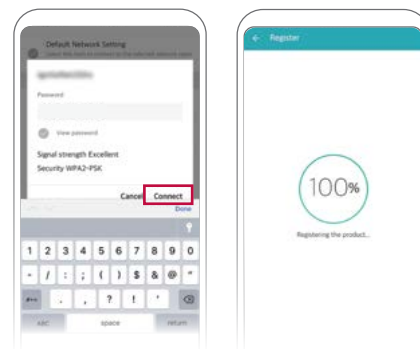 Default Network Setting
Password
View password
Signal strength Excellent
Security WPA2-PSK
Cancel Connect
Done
1 2 3 4 5 6 7 8 9 0
- / : ; ( ) $ & @ "
#+= . , ? ! '
ABC space return
← Register
100%
Registering the product...